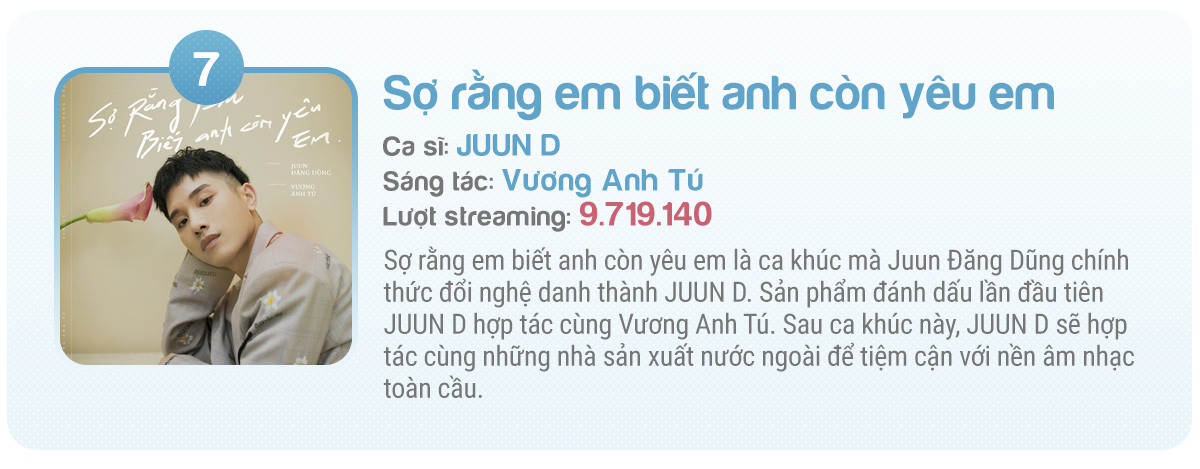 7
Sợ Rằng Em
Biết anh còn yêu
Em.
JUUN
ĐĂNG DŨNG
VƯƠNG
ANH TÚ
Sợ rằng em biết anh còn yêu em
Ca sĩ: JUUN D
Sáng tác: Vương Anh Tú
Lượt streaming: 9.719.140
Sợ rằng em biết anh còn yêu em là ca khúc mà Juun Đăng Dũng chính
thức đổi nghệ danh thành JUUN D. Sản phẩm đánh dấu lần đầu tiên
JUUN D hợp tác cùng Vương Anh Tú. Sau ca khúc này, JUUN D sẽ hợp
tác cùng những nhà sản xuất nước ngoài để tiệm cận với nền âm nhạc
toàn cầu.